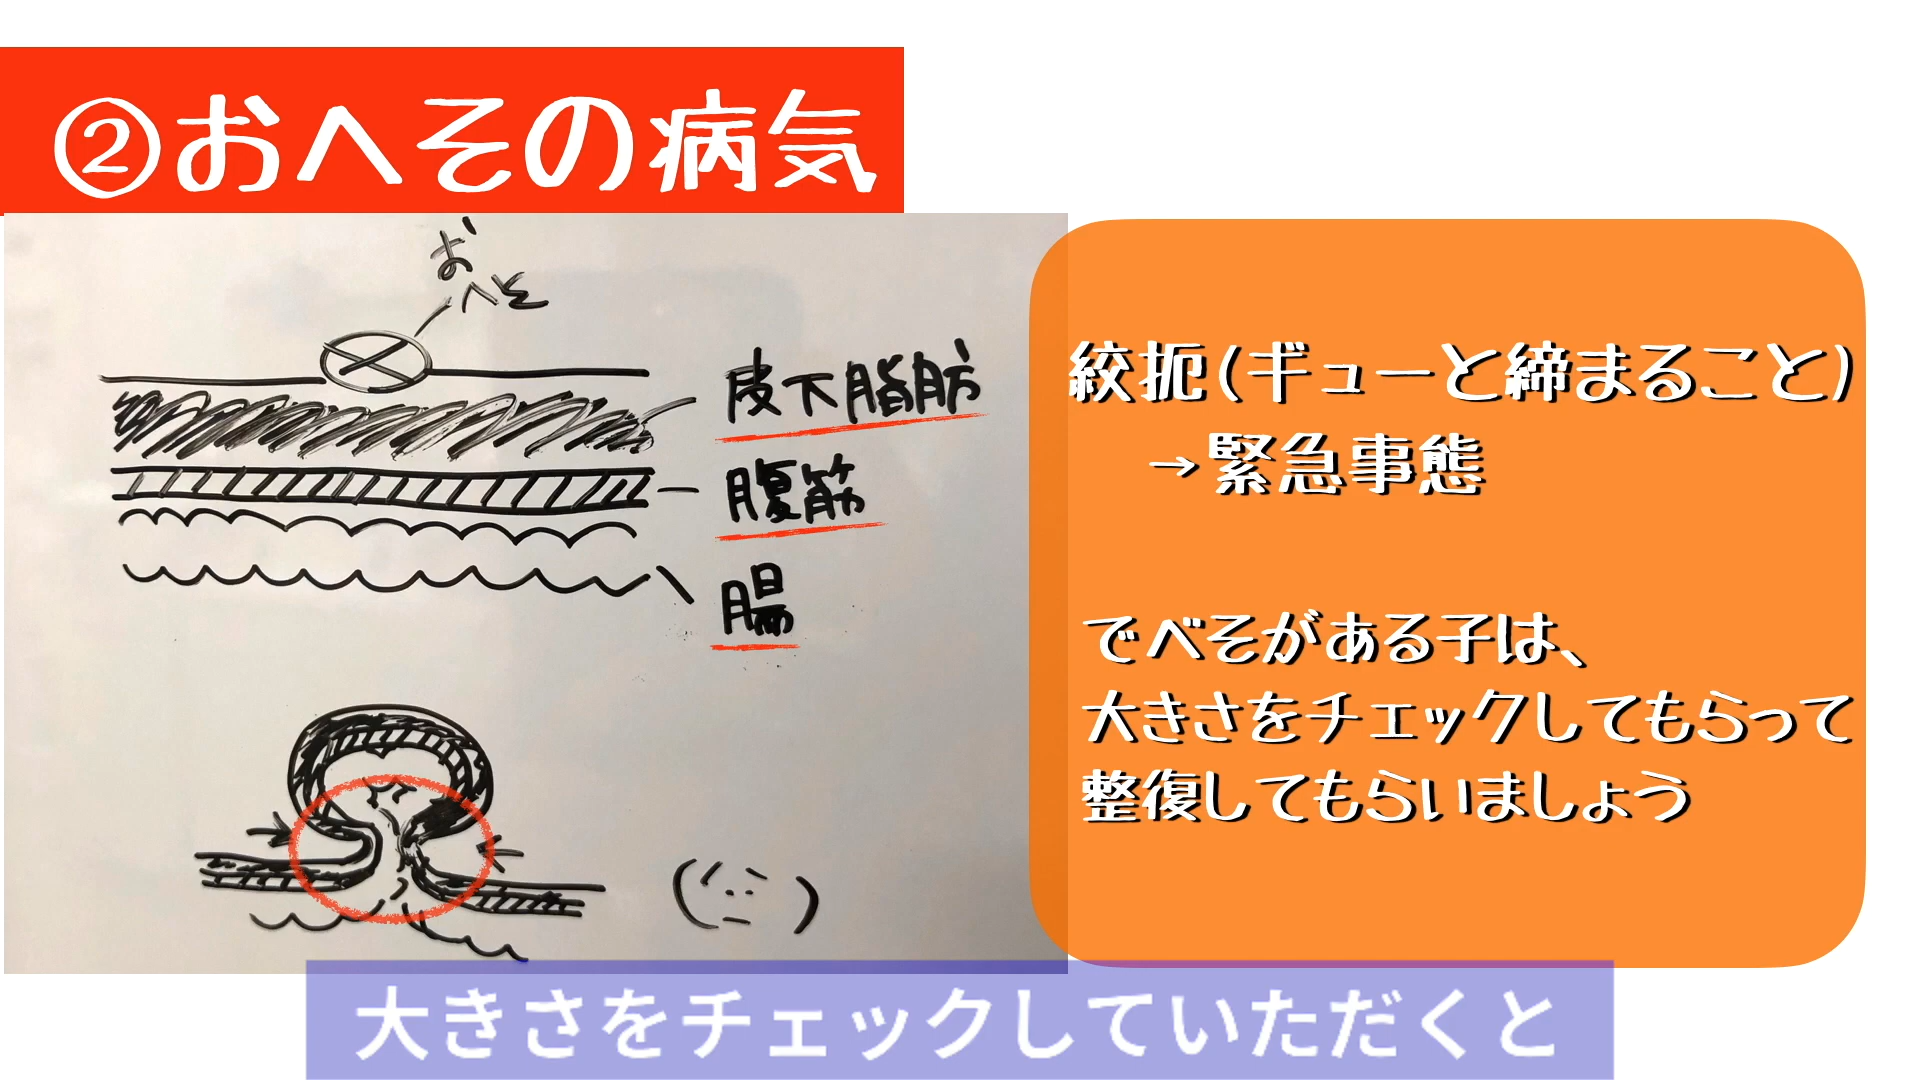 ②おへその病気
おへそ
皮下脂肪
腹筋
腸
絞扼(ギューと締まること)
→緊急事態
でべそがある子は、
大きさをチェックしてもらって
整復してもらいましょう
大きさをチェックしていただくと